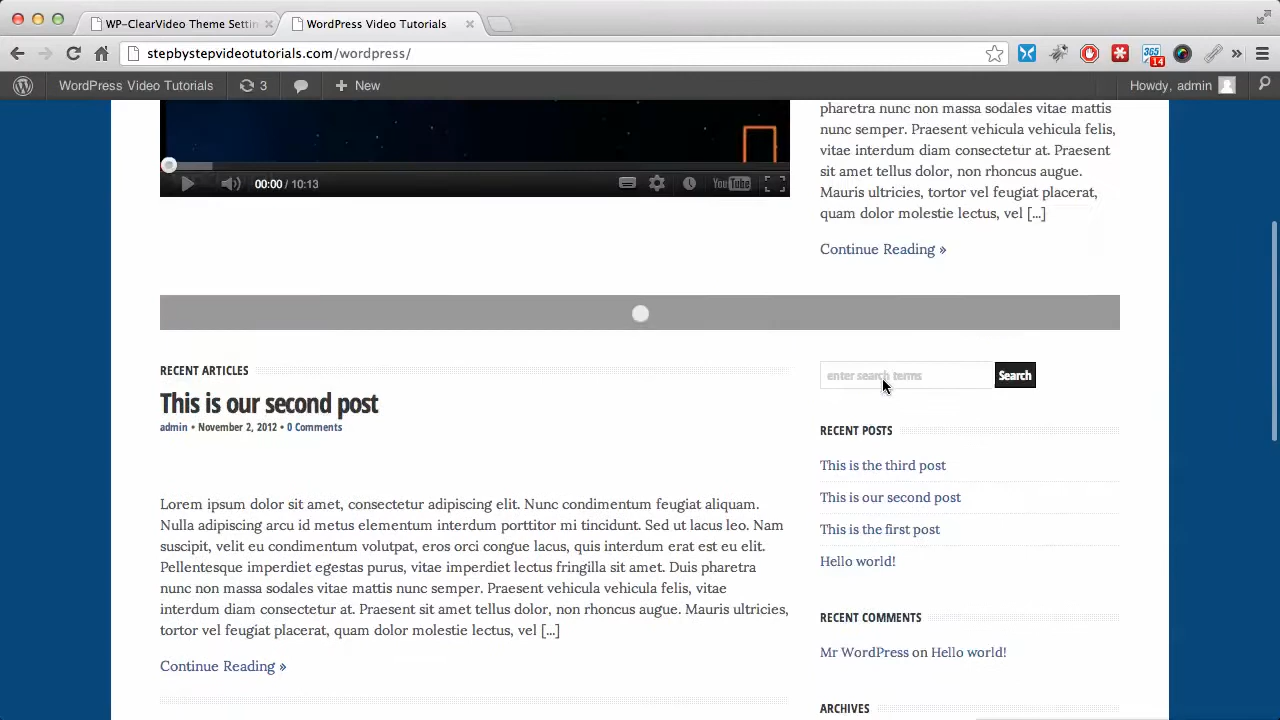 WP-ClearVideo Theme Settin
WordPress Video Tutorials
stepbystepvideotutorials.com/wordpress/
365
14
WordPress Video Tutorials
3
New
Howdy, admin
pharetra nunc non massa sodales vitae mattis
nunc semper. Praesent vehicula vehicula felis,
vitae interdum diam consectetur at. Praesent
sit amet tellus dolor, non rhoncus augue.
Mauris ultricies, tortor vel feugiat placerat,
quam dolor molestie lectus, vel [...]
Continue Reading »
00:00 / 10:13
YouTube
RECENT ARTICLES
This is our second post
admin • November 2, 2012 • 0 Comments
Lorem ipsum dolor sit amet, consectetur adipiscing elit. Nunc condimentum feugiat aliquam.
Nulla adipiscing arcu id metus elementum interdum porttitor mi tincidunt. Sed ut lacus leo. Nam
suscipit, velit eu condimentum volutpat, eros orci congue lacus, quis interdum erat est eu elit.
Pellentesque imperdiet egestas purus, vitae imperdiet lectus fringilla sit amet. Duis pharetra
nunc non massa sodales vitae mattis nunc semper. Praesent vehicula vehicula felis, vitae
interdum diam consectetur at. Praesent sit amet tellus dolor, non rhoncus augue. Mauris ultricies,
tortor vel feugiat placerat, quam dolor molestie lectus, vel [...]
Continue Reading »
enter search terms
Search
RECENT POSTS
This is the third post
This is our second post
This is the first post
Hello world!
RECENT COMMENTS
Mr WordPress on Hello world!
ARCHIVES